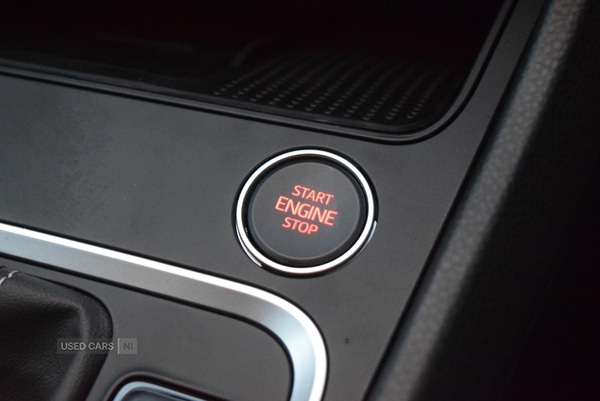 START
ENGINE
STOP
USED CARS NI